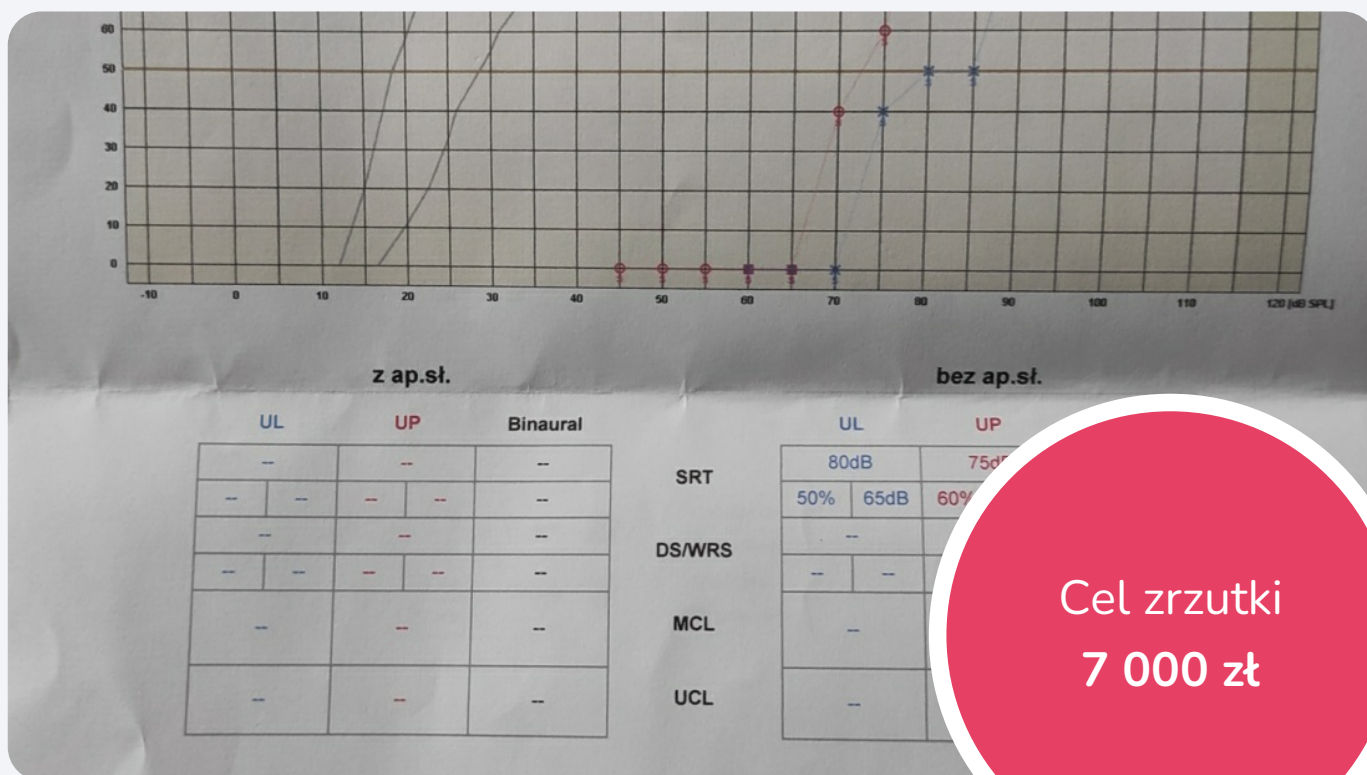 60
50
40
30
20
10
0
-10 0 10 20 30 40 50 60 70 80 90 100 110 120 [dB SPL]
z ap.sł. bez ap.sł.
UL UP Binaural UL UP
-- -- -- SRT 80dB
-- -- -- -- -- 50% 65dB 60%
-- -- -- DS/WRS --
-- -- -- -- -- -- --
-- -- -- MCL --
-- -- -- UCL --
Cel zrzutki
7 000 zł